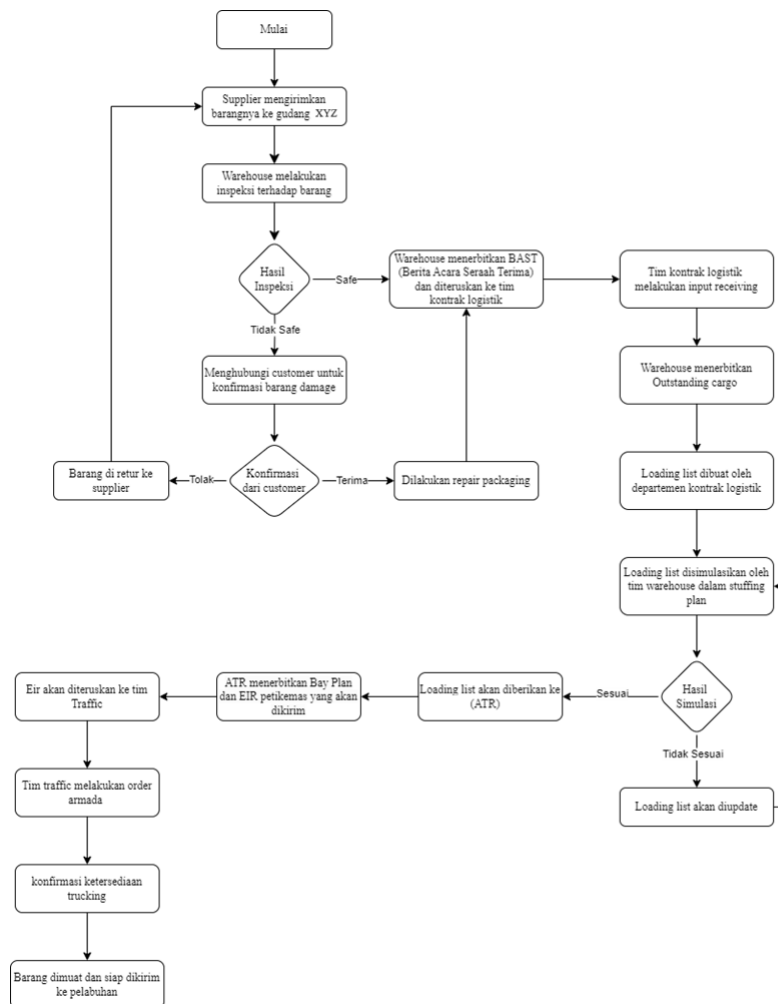 Mulai
Supplier mengirimkan
barangnya ke gudang XYZ
Warehouse melakukan
inspeksi terhadap barang
Hasil
Inspeksi
Safe
Warehouse menerbitkan BAST
(Berita Acara Seraah Terima)
dan diteruskan ke tim
kontrak logistik
Tim kontrak logistik
melakukan input receiving
Tidak Safe
Menghubungi customer untuk
konfirmasi barang damage
Warehouse menerbitkan
Outstanding cargo
Barang di retur ke
supplier
Tolak
Konfirmasi
dari customer
Terima
Dilakukan repair packaging
Loading list dibuat oleh
departemen kontrak logistik
Loading list disimulasikan oleh
tim warehouse dalam stuffing
plan
Hasil
Simulasi
Sesuai
Loading list akan diberikan ke
(ATR)
ATR menerbitkan Bay Plan
dan EIR petikemas yang akan
dikirim
Eir akan diteruskan ke tim
Traffic
Tidak Sesuai
Loading list akan diupdate
Tim traffic melakukan order
armada
konfirmasi ketersediaan
trucking
Barang dimuat dan siap dikirim
ke pelabuhan